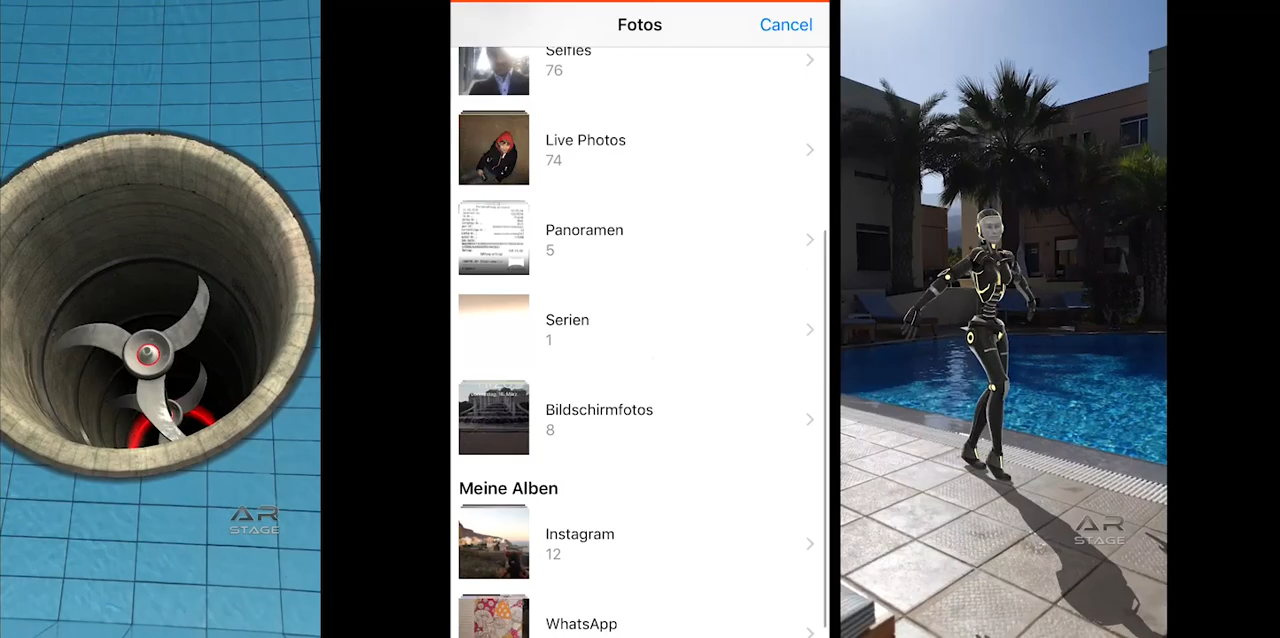 Fotos
Cancel
Selfies
76
Live Photos
74
Panoramen
5
Serien
1
Bildschirmfotos
8
Meine Alben
Instagram
12
WhatsApp
AR
STAGE
AR
STAGE